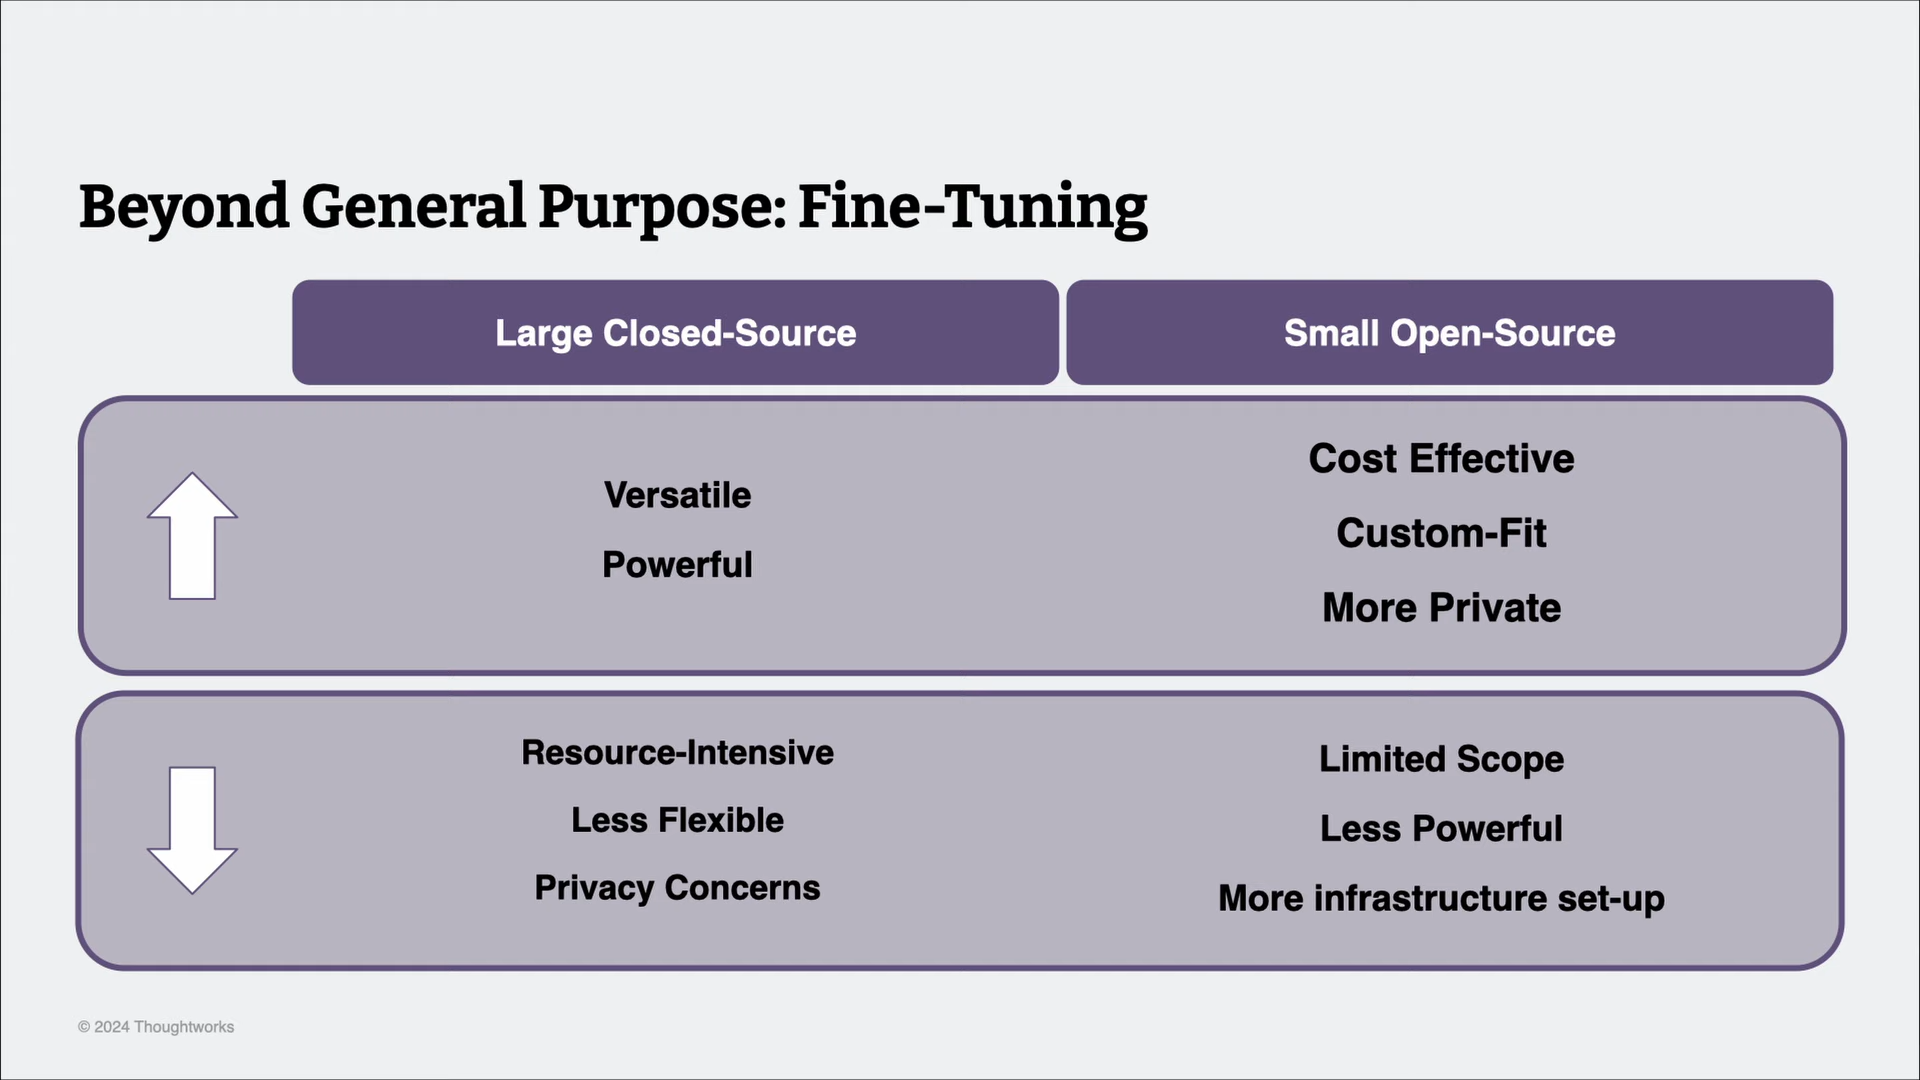 Beyond General Purpose: Fine-Tuning
Large Closed-Source
Small Open-Source
Versatile
Powerful
Cost Effective
Custom-Fit
More Private
Resource-Intensive
Less Flexible
Privacy Concerns
Limited Scope
Less Powerful
More infrastructure set-up
© 2024 Thoughtworks